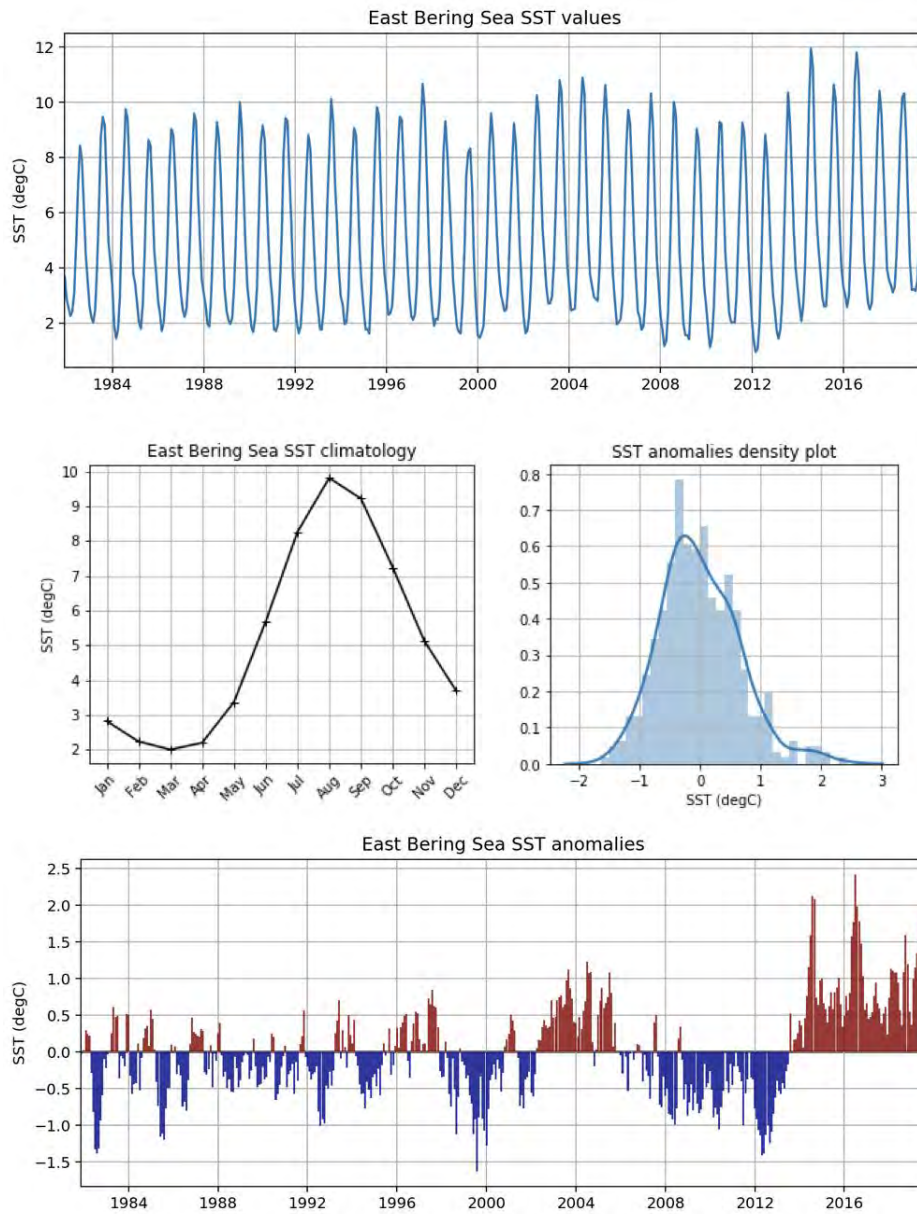 East Bering Sea SST values
SST (degC)
12
10
8
6
4
2
1984 1988 1992 1996 2000 2004 2008 2012 2016
East Bering Sea SST climatology
SST (degC)
10
9
8
7
6
5
4
3
2
Jan Feb Mar Apr May Jun Jul Aug Sep Oct Nov Dec
SST anomalies density plot
0.8
0.7
0.6
0.5
0.4
0.3
0.2
0.1
0.0
−2 −1 0 1 2 3
SST (degC)
East Bering Sea SST anomalies
SST (degC)
2.5
2.0
1.5
1.0
0.5
0.0
−0.5
−1.0
−1.5
1984 1988 1992 1996 2000 2004 2008 2012 2016